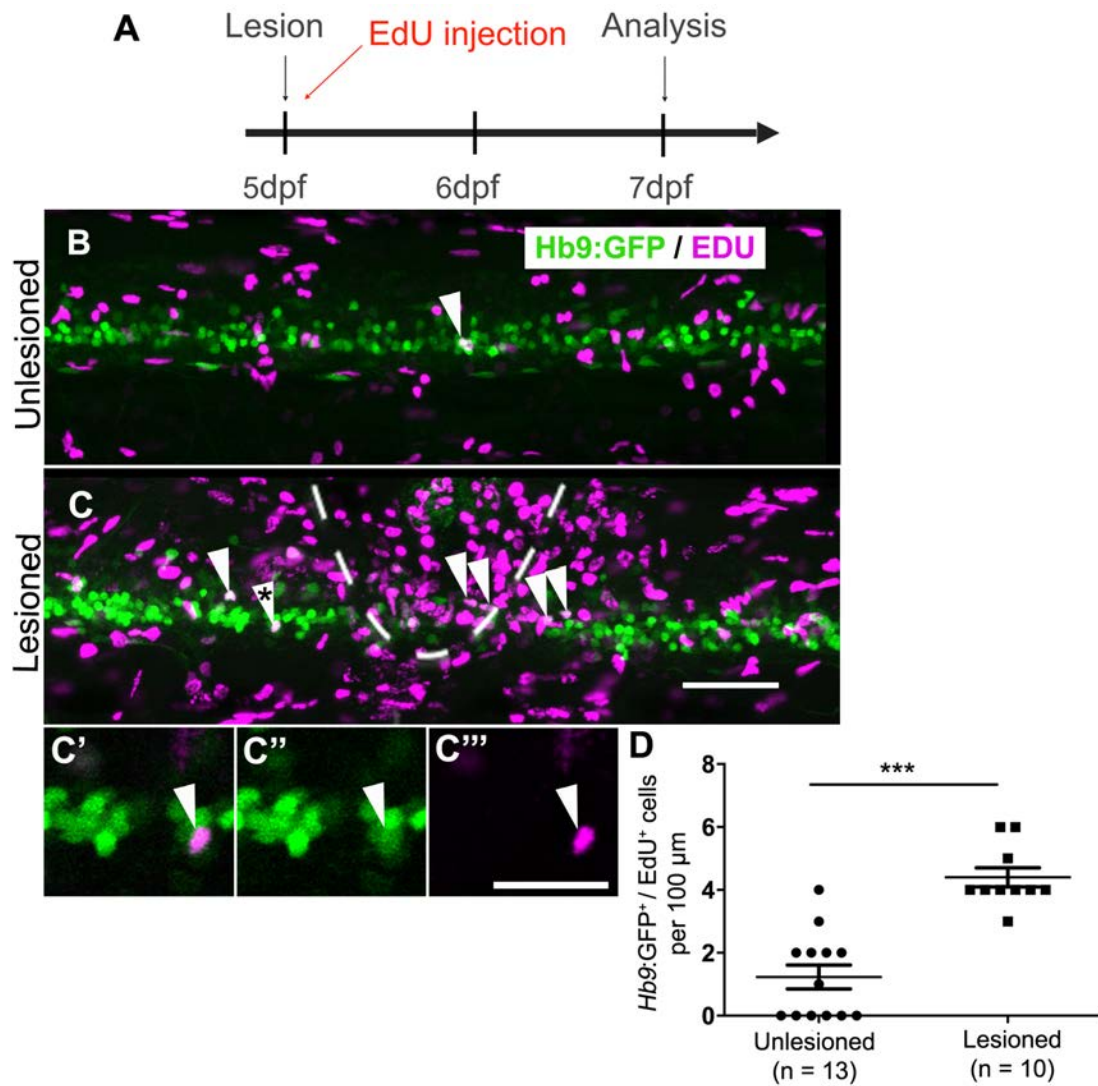 A
Lesion
EdU injection
Analysis
5dpf
6dpf
7dpf
Unlesioned
B
Hb9:GFP / EDU
Lesioned
C
*
C'
C''
C'''
D
Hb9:GFP⁺ / EdU⁺ cells
per 100 µm
8
6
4
2
0
***
Unlesioned
(n = 13)
Lesioned
(n = 10)